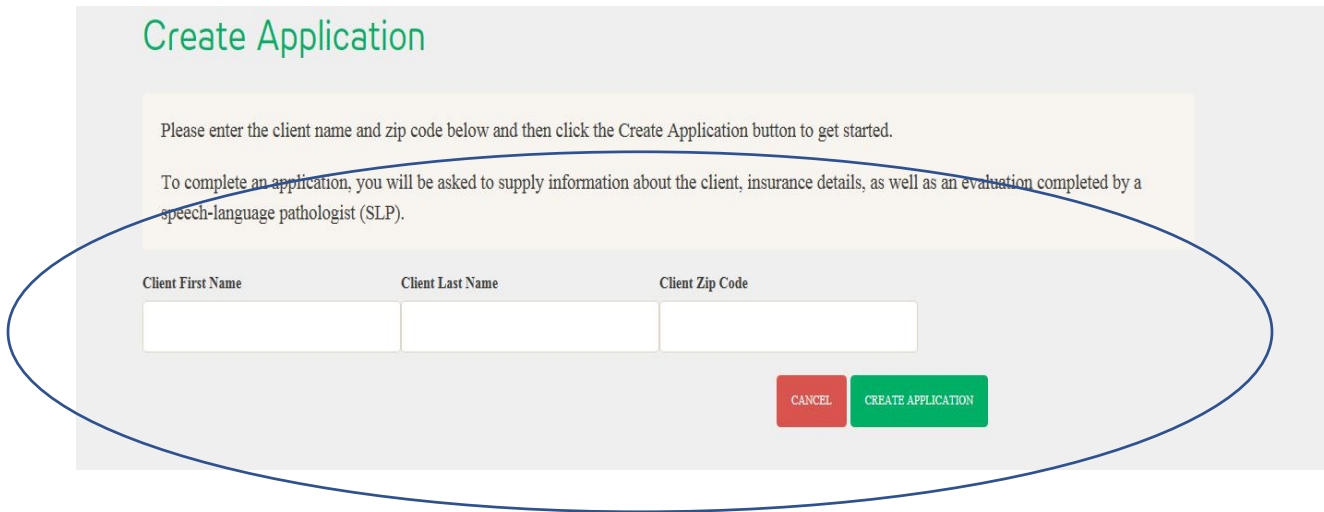 Create Application
Please enter the client name and zip code below and then click the Create Application button to get started.
To complete an application, you will be asked to supply information about the client, insurance details, as well as an evaluation completed by a
speech-language pathologist (SLP).
Client First Name Client Last Name Client Zip Code
CANCEL CREATE APPLICATION